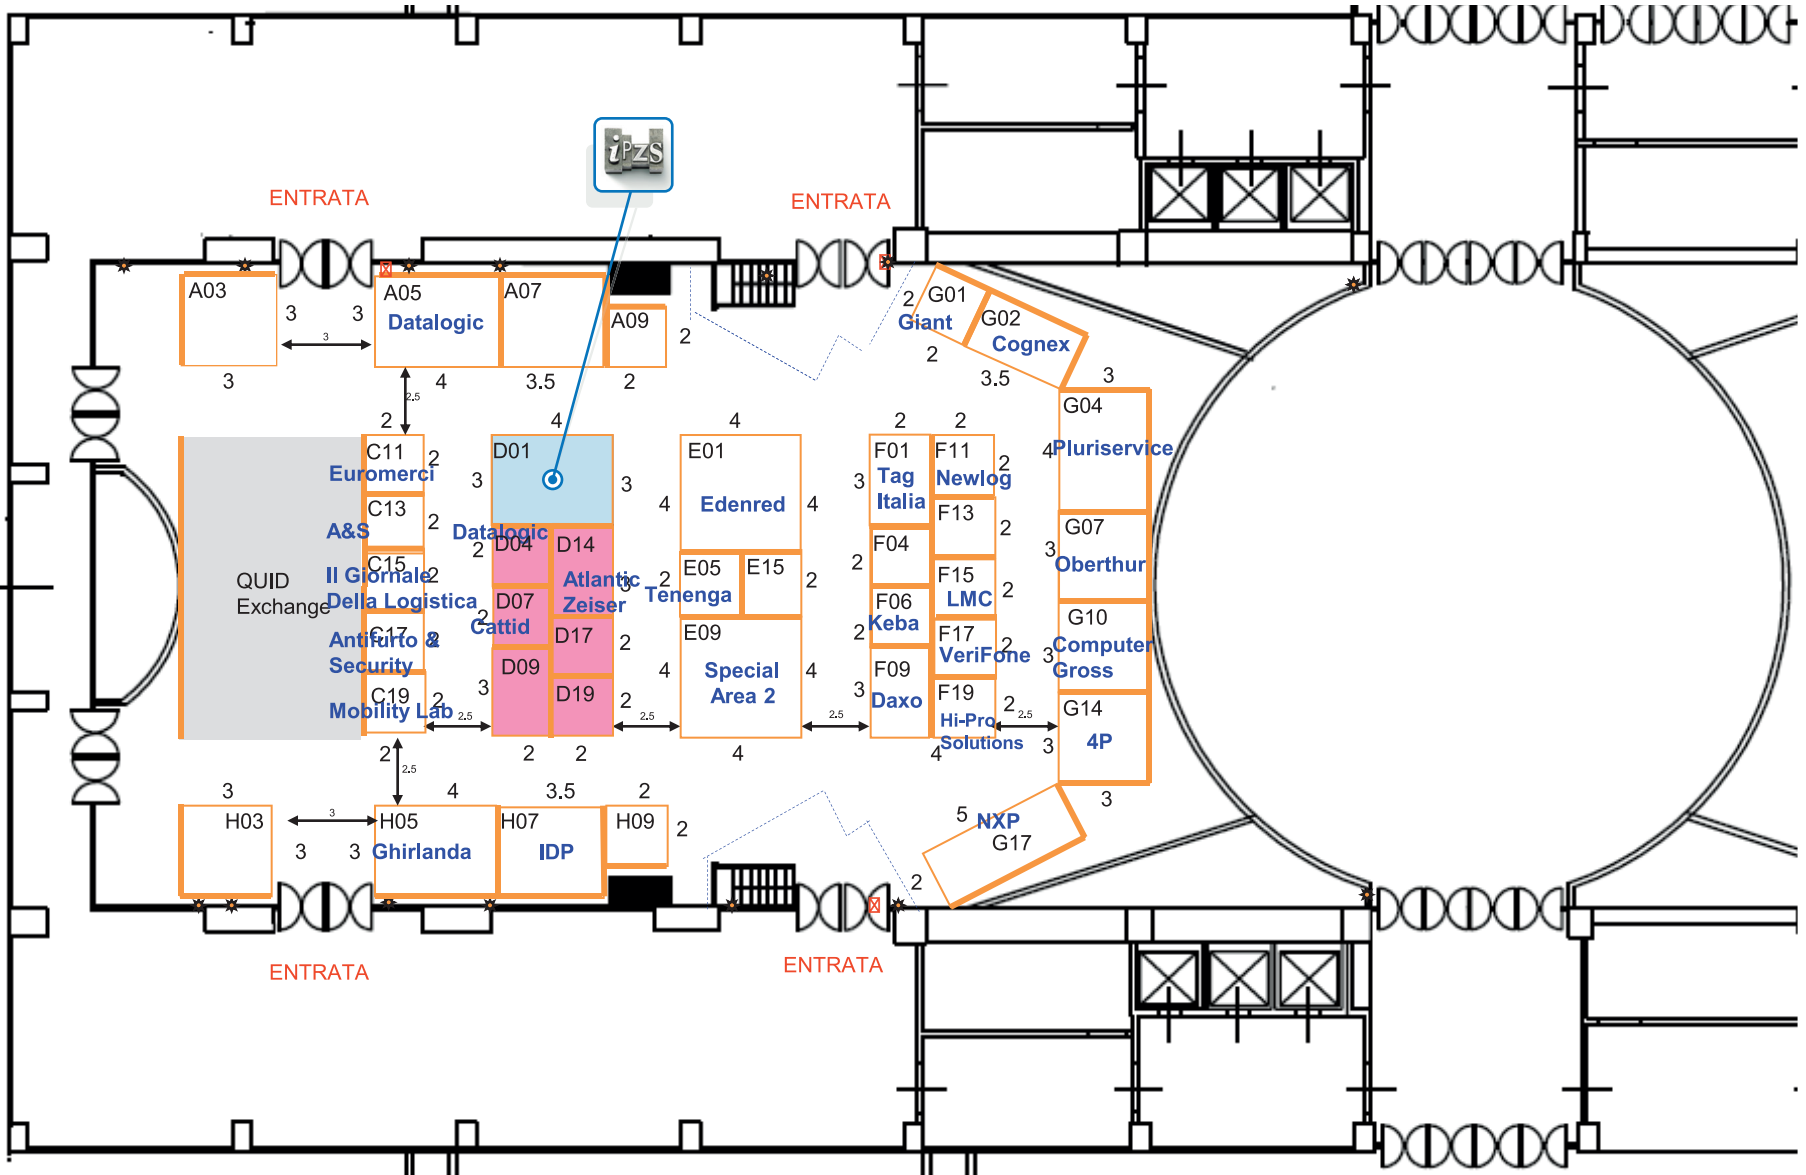 iPZS
ENTRATA
ENTRATA
A03
3
3
3
3
A05
Datalogic
4
A07
3.5
A09
2
2
2.5
2
G01
Giant
2
G02
Cognex
3.5
3
G04
Pluriservice
4
QUID
Exchange
2
C11
Euromerci
2
C13
A&S
2
C15
Il Giornale
Della Logistica
2
C17
Antifurto &
Security
2
C19
Mobility Lab
2
2
2.5
2.5
4
D01
3
3
Datalogic
D04
2
D14
Atlantic
Zeiser
3
D07
Cattid
2
D17
2
D09
3
D19
2
2
2
2.5
4
E01
Edenred
4
4
E05
Tenenga
2
E15
2
E09
Special
Area 2
4
4
4
2.5
2
F01
Tag
Italia
3
F04
2
F06
Keba
2
F09
Daxo
3
2
F11
Newlog
2
F13
2
F15
LMC
2
F17
VeriFone
2
F19
Hi-Pro
Solutions
2
4
2.5
G07
Oberthur
3
G10
Computer
Gross
3
G14
4P
3
3
5
NXP
G17
2
3
H03
3
3
3
4
H05
Ghirlanda
3.5
H07
IDP
2
H09
2
ENTRATA
ENTRATA